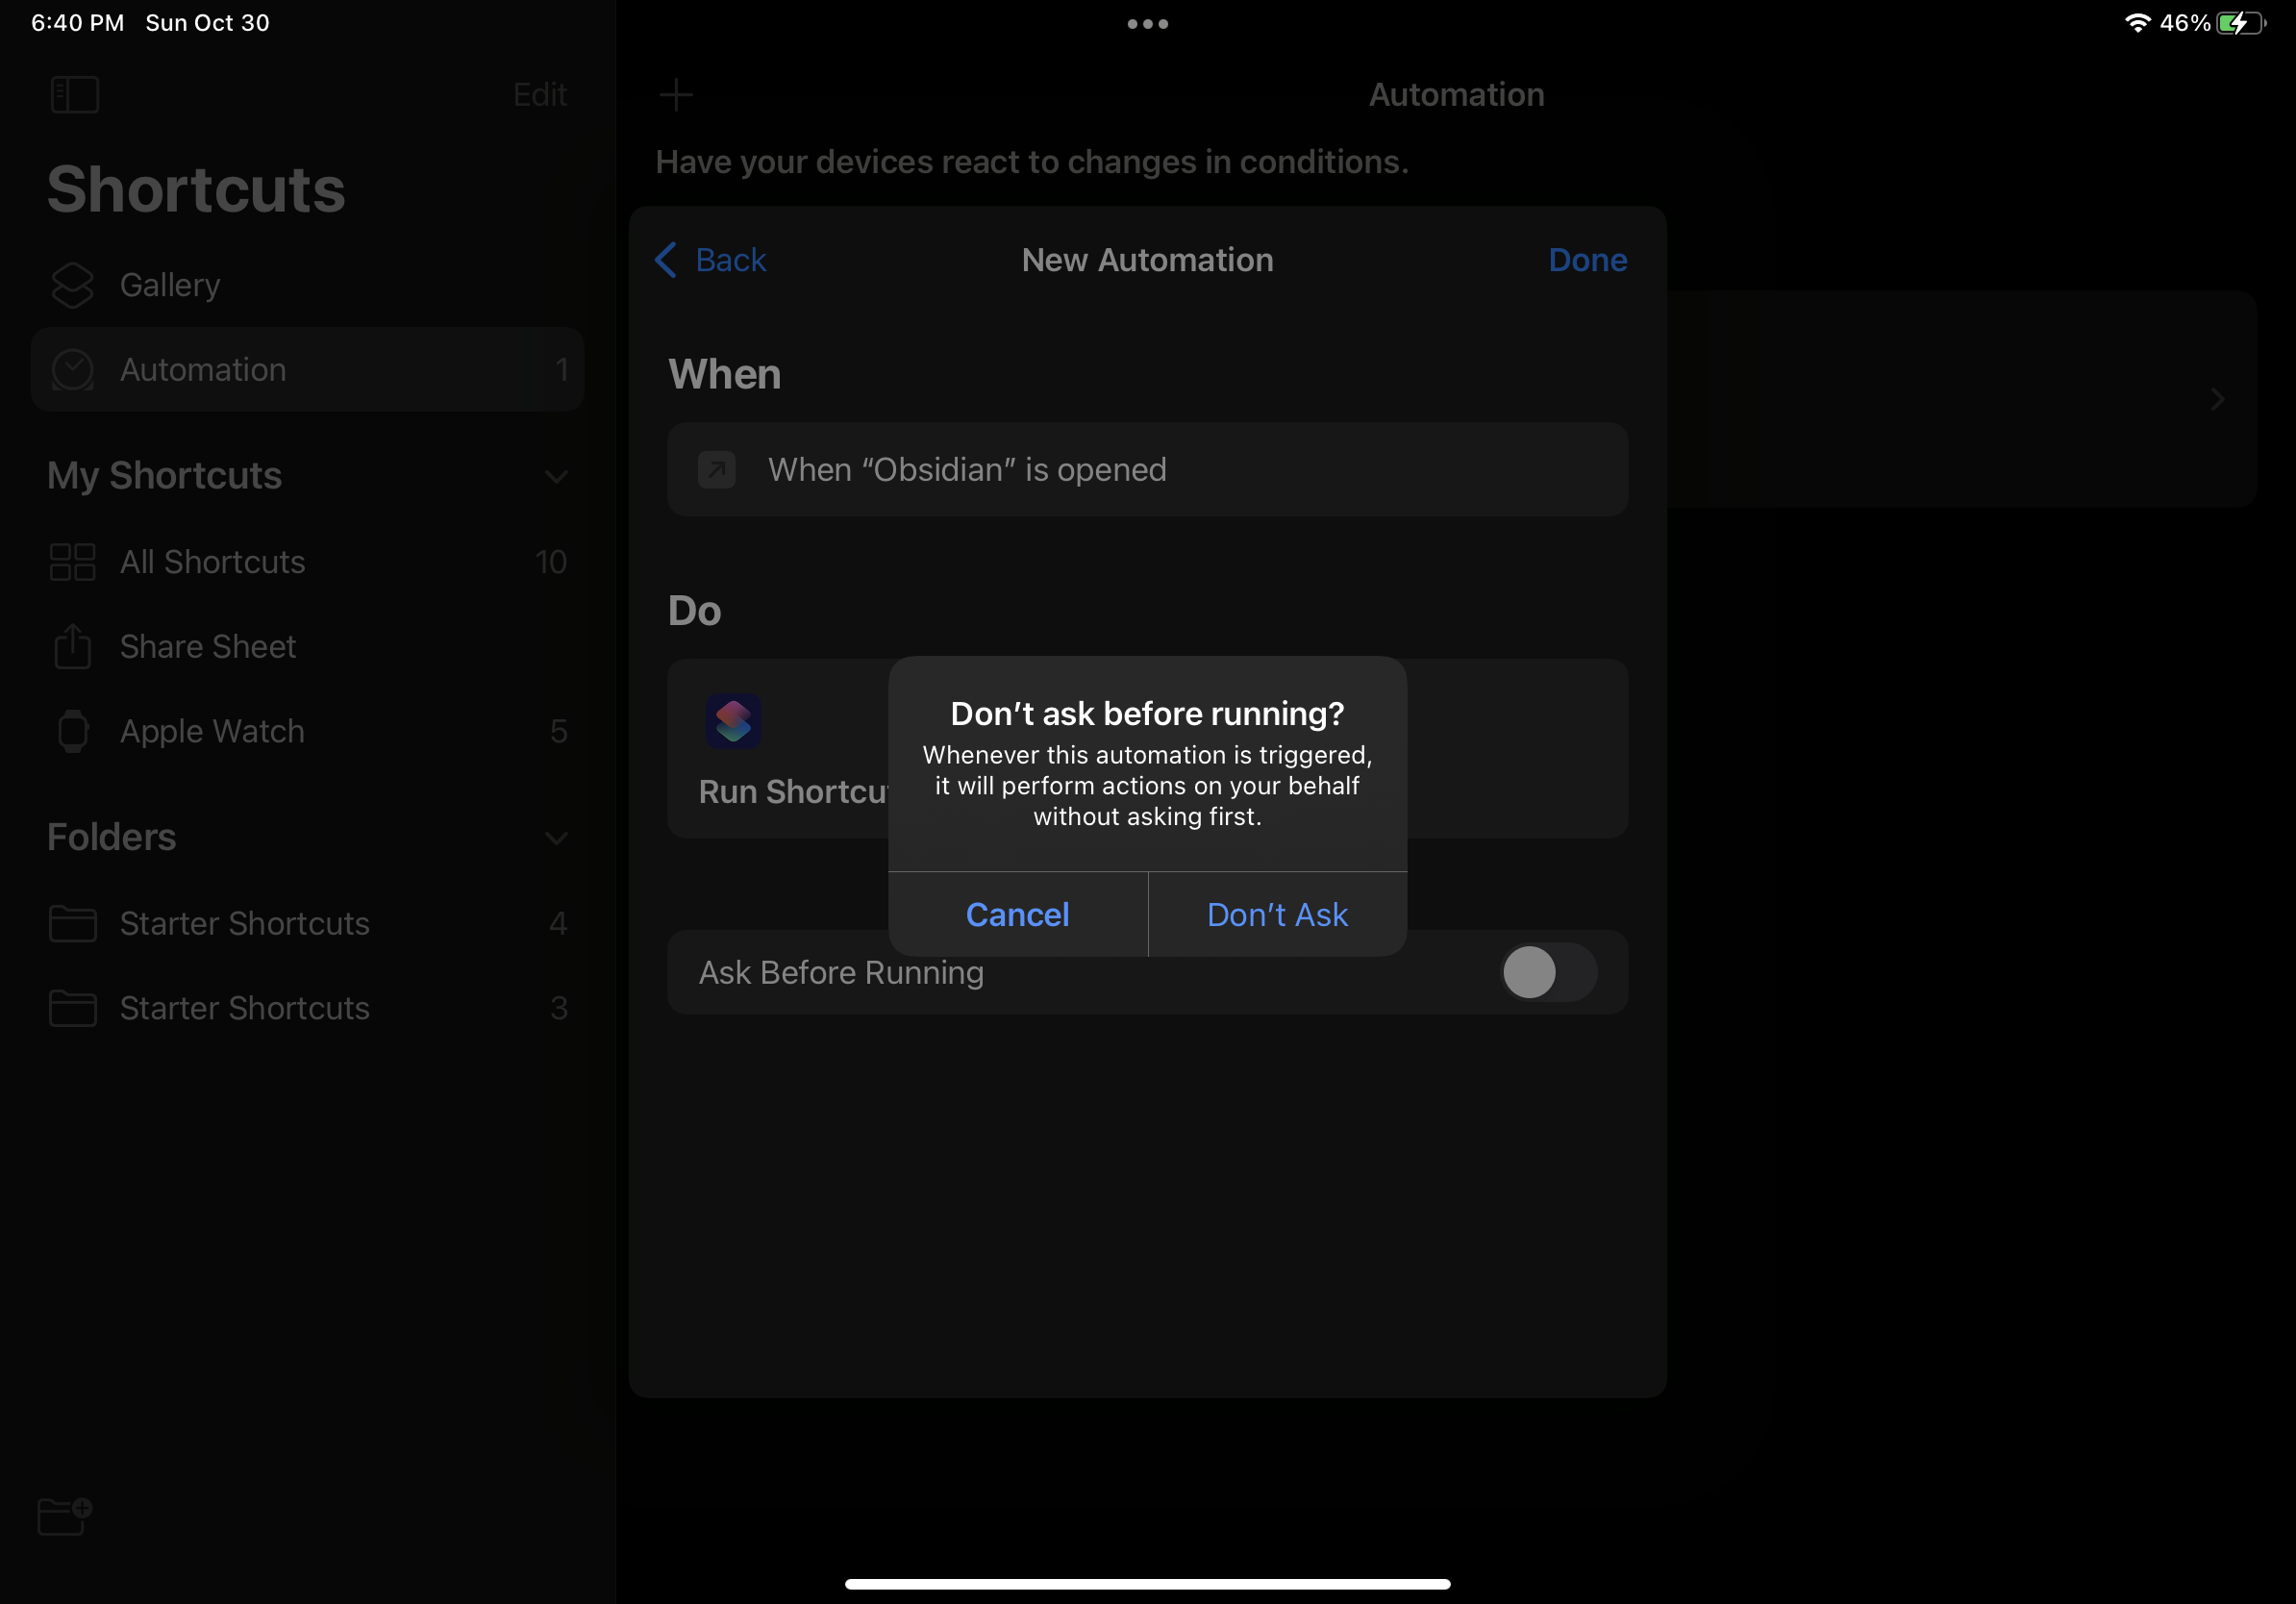 6:40 PM Sun Oct 30
46%
Edit
Shortcuts
Gallery
Automation 1
My Shortcuts
All Shortcuts 10
Share Sheet
Apple Watch 5
Folders
Starter Shortcuts 4
Starter Shortcuts 3
Automation
Have your devices react to changes in conditions.
Back New Automation Done
When
When “Obsidian” is opened
Do
Run Shortcu
Don’t ask before running?
Whenever this automation is triggered,
it will perform actions on your behalf
without asking first.
Cancel Don’t Ask
Ask Before Running